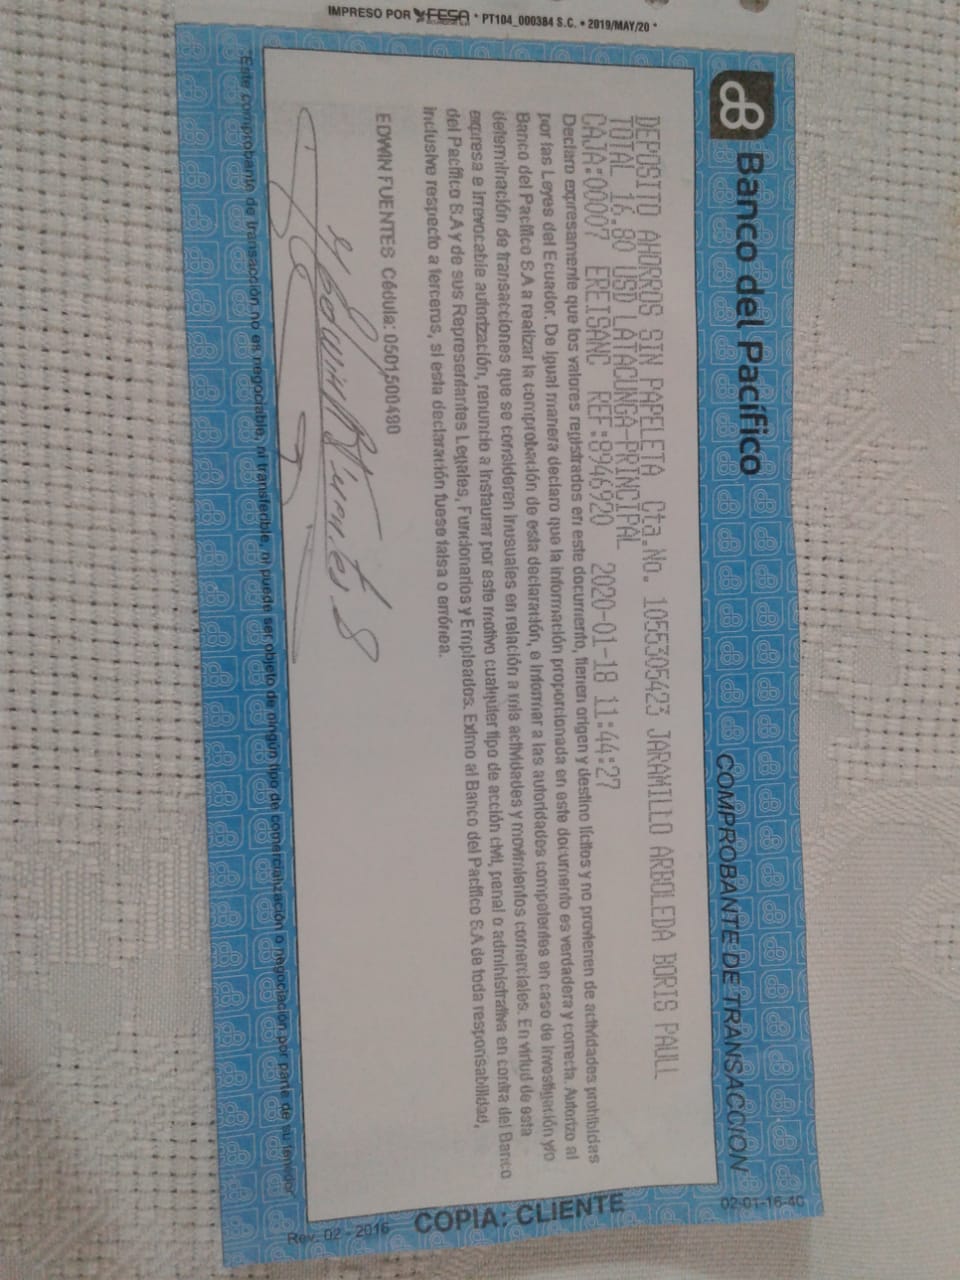 IMPRESO POR FESA * PT104_000384 S.C. • 2019/MAY/20 *
Banco del Pacífico
COMPROBANTE DE TRANSACCION
DEPOSITO AHORROS SIN PAPELETA Cta.No. 1055305423 JARAMILLO ARBOLEDA BORIS PAULL
TOTAL 16.80 USD LATACUNGA-PRINCIPAL
CAJA:00007 EREISANC REF:8946920 2020-01-18 11:44:27
Declaro expresamente que los valores registrados en este documento, tienen origen y destino lícitos y no provienen de actividades prohibidas
por las Leyes del Ecuador. De igual manera declaro que la información proporcionada en este documento es verdadera y correcta. Autorizo al
Banco del Pacífico S.A a realizar la comprobación de esta declaración, e informar a las autoridades competentes en caso de investigación y/o
determinación de transacciones que se consideren inusuales en relación a mis actividades y movimientos comerciales. En virtud de esta
expresa e irrevocable autorización, renuncio a instaurar por este motivo cualquier tipo de acción civil, penal o administrativa en contra del Banco
del Pacífico S.A y de sus Representantes Legales, Funcionarios y Empleados. Eximo al Banco del Pacífico S.A de toda responsabilidad,
inclusive respecto a terceros, si esta declaración fuese falsa o errónea.
EDWIN FUENTES Cédula: 0501500480
Edwin Fuentes S
*Este comprobante de transacción no es negociable, ni transferible, ni puede ser objeto de ningún tipo de comercialización o negociación por parte de su tenedor
02-01-16-4C
COPIA: CLIENTE
Rev. 02 - 2016